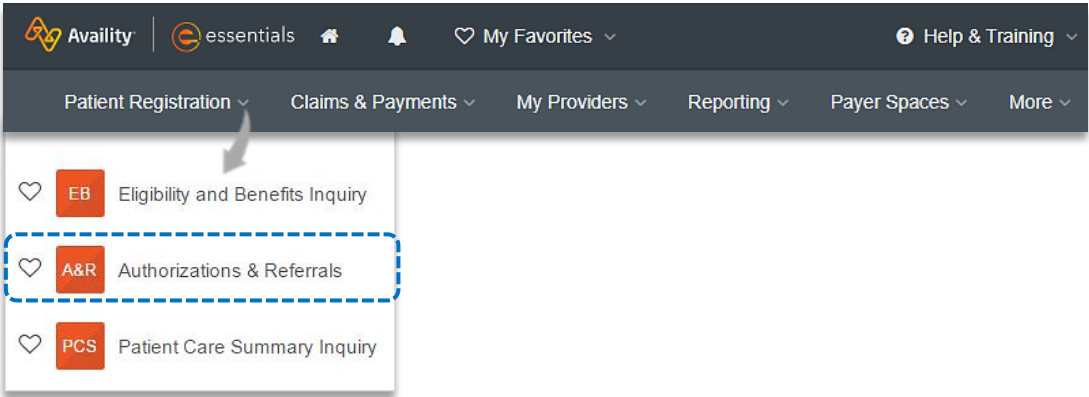 Availity essentials My Favorites Help & Training
Patient Registration Claims & Payments My Providers Reporting Payer Spaces More
EB Eligibility and Benefits Inquiry
A&R Authorizations & Referrals
PCS Patient Care Summary Inquiry